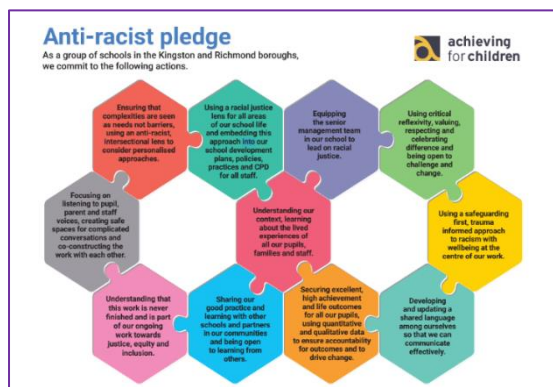 Anti-racist pledge
As a group of schools in the Kingston and Richmond boroughs,
we commit to the following actions.
achieving
for children
Ensuring that
complexities are seen
as needs not barriers,
using an anti-racist,
intersectional lens to
consider personalised
approaches.
Using a racial justice
lens for all areas
of our school life
and embedding this
approach into our
school development
plans, policies,
practices and CPD
for all staff.
Equipping
the senior
management team
in our school to
lead on racial
justice.
Using critical
reflexivity, valuing,
respecting and
celebrating
difference and
being open to
challenge and
change.
Focusing on
listening to pupil,
parent and staff
voices, creating safe
spaces for complicated
conversations and
co-constructing the
work with each other.
Understanding our
context, learning
about the lived
experiences of
all our pupils,
families and staff.
Using a safeguarding
first, trauma
informed approach
to racism with
wellbeing at the
centre of our work.
Understanding that
this work is never
finished and is part
of our ongoing
work towards
justice, equity and
inclusion.
Sharing our
good practice and
learning with other
schools and partners
in our communities
and being open
to learning from
others.
Securing excellent,
high achievement
and life outcomes
for all our pupils,
using quantitative
and qualitative data
to ensure accountability
for outcomes and to
drive change.
Developing
and updating a
shared language
among ourselves
so that we can
communicate
effectively.